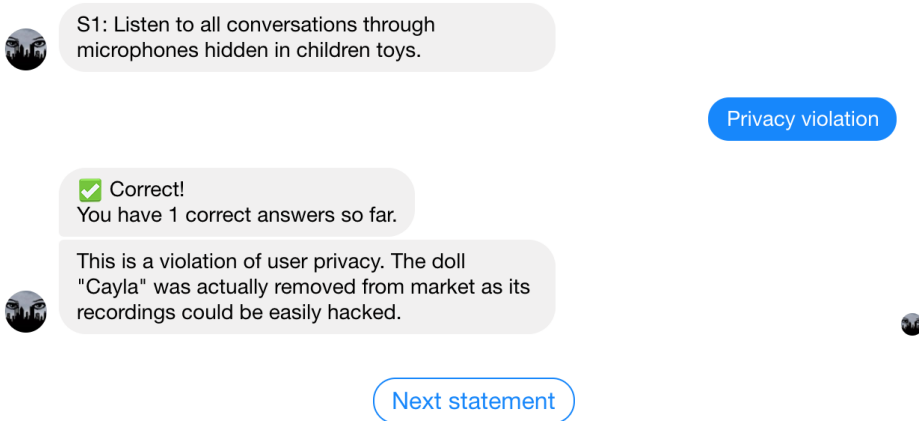 S1: Listen to all conversations through
microphones hidden in children toys.
Privacy violation
✅ Correct!
You have 1 correct answers so far.
This is a violation of user privacy. The doll
"Cayla" was actually removed from market as its
recordings could be easily hacked.
Next statement